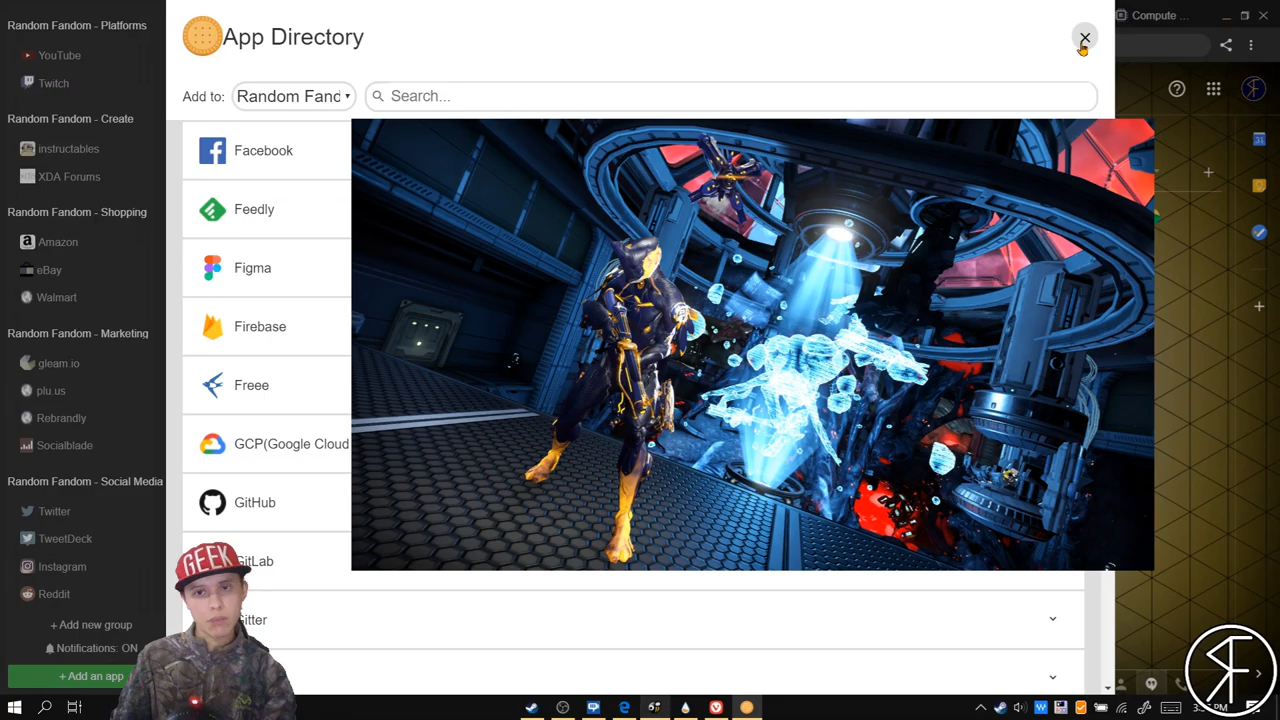 Random Fandom - Platforms
YouTube
Twitch
Random Fandom - Create
instructables
XDA Forums
Random Fandom - Shopping
Amazon
eBay
Walmart
Random Fandom - Marketing
gleam.io
plu.us
Rebrandly
Socialblade
Random Fandom - Social Media
Twitter
TweetDeck
Instagram
Reddit
+ Add new group
Notifications: ON
+ Add an app
App Directory
Add to:
Random Fand
Search...
Facebook
Feedly
Figma
Firebase
Freee
GCP(Google Cloud
GitHub
GitLab
Gitter
GEEK
Compute ...